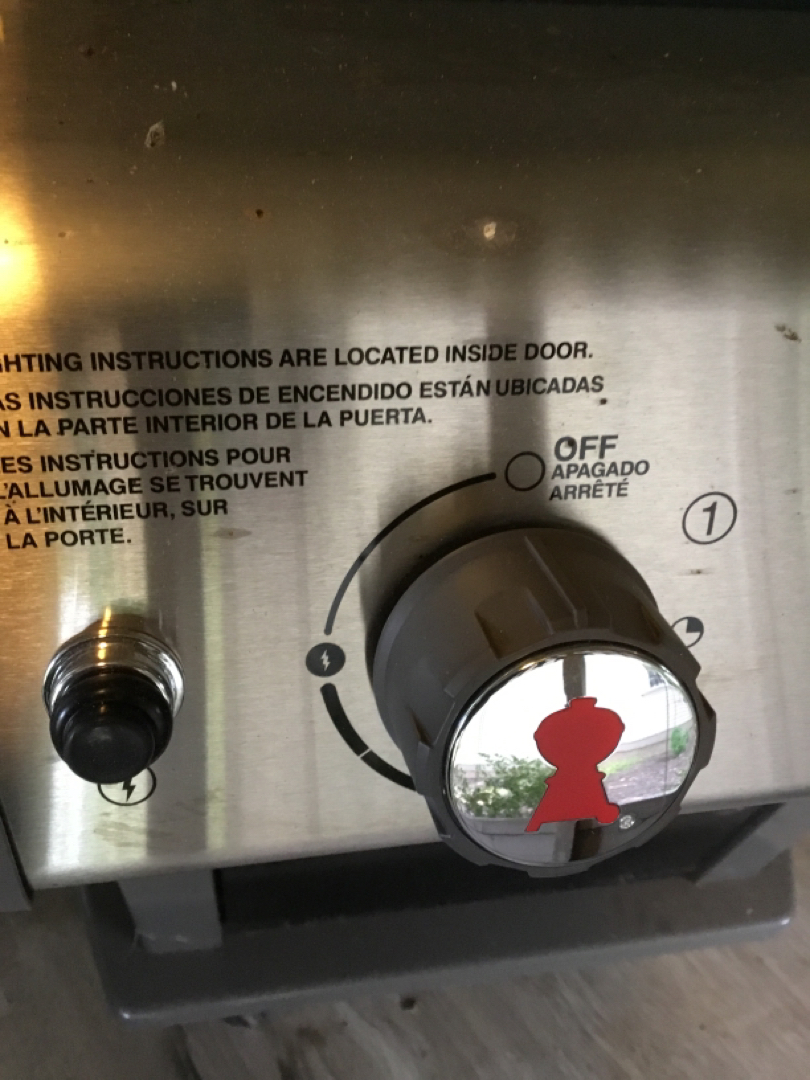 GHTING INSTRUCTIONS ARE LOCATED INSIDE DOOR.
AS INSTRUCCIONES DE ENCENDIDO ESTÁN UBICADAS
N LA PARTE INTERIOR DE LA PUERTA.
ES INSTRUCTIONS POUR
L'ALLUMAGE SE TROUVENT
À L'INTÉRIEUR, SUR
LA PORTE.
OFF
APAGADO
ARRÊTÉ
1